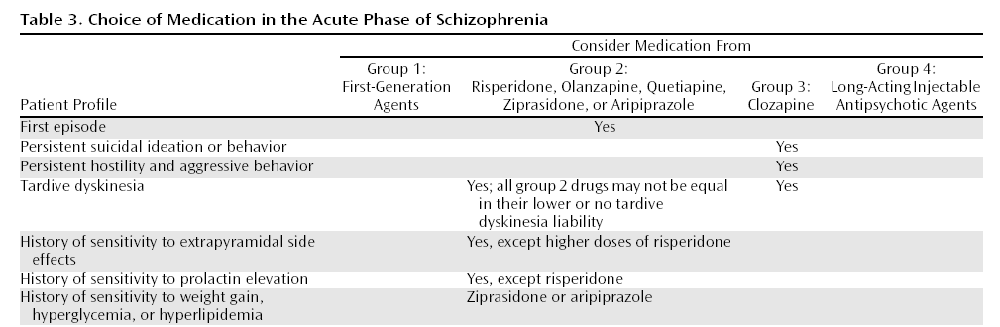 Table 3. Choice of Medication in the Acute Phase of Schizophrenia
Consider Medication From
Group 1: Group 2: Group 4:
First-Generation Risperidone, Olanzapine, Quetiapine, Group 3: Long-Acting Injectable
Patient Profile Agents Ziprasidone, or Aripiprazole Clozapine Antipsychotic Agents
First episode Yes
Persistent suicidal ideation or behavior Yes
Persistent hostility and aggressive behavior Yes
Tardive dyskinesia Yes; all group 2 drugs may not be equal Yes
in their lower or no tardive
dyskinesia liability
History of sensitivity to extrapyramidal side Yes, except higher doses of risperidone
effects
History of sensitivity to prolactin elevation Yes, except risperidone
History of sensitivity to weight gain, Ziprasidone or aripiprazole
hyperglycemia, or hyperlipidemia